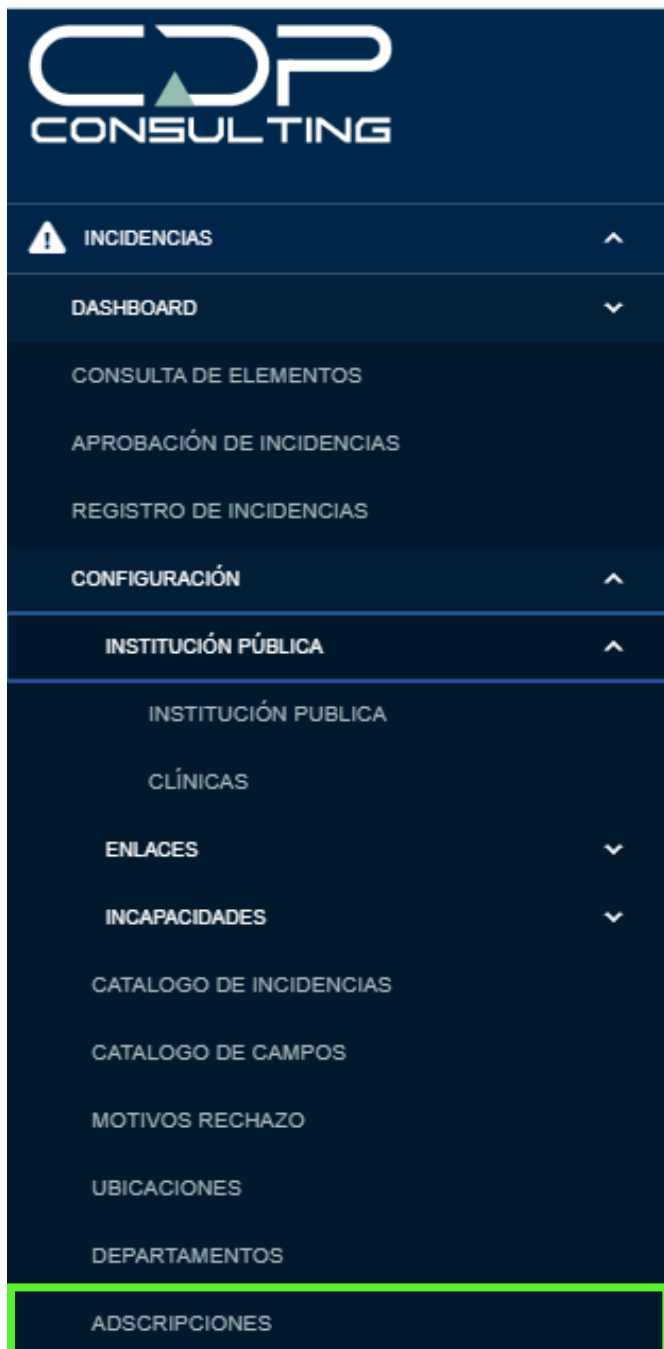 CDP
CONSULTING
INCIDENCIAS
DASHBOARD
CONSULTA DE ELEMENTOS
APROBACIÓN DE INCIDENCIAS
REGISTRO DE INCIDENCIAS
CONFIGURACIÓN
INSTITUCIÓN PÚBLICA
INSTITUCIÓN PUBLICA
CLÍNICAS
ENLACES
INCAPACIDADES
CATALOGO DE INCIDENCIAS
CATALOGO DE CAMPOS
MOTIVOS RECHAZO
UBICACIONES
DEPARTAMENTOS
ADSCRIPCIONES